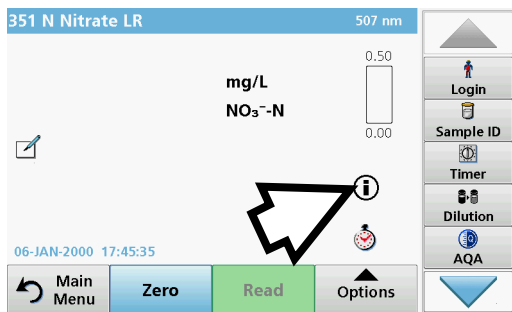 351 N Nitrate LR 507 nm
0.50
mg/L
NO₃⁻-N
0.00
06-JAN-2000 17:45:35
Main
Menu
Zero
Read
Options
Login
Sample ID
Timer
Dilution
AQA